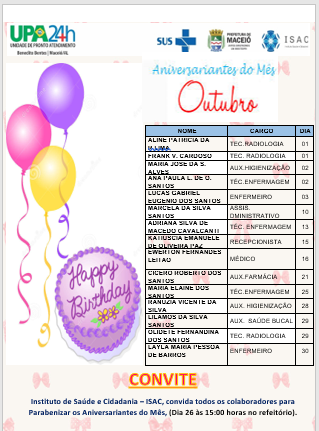 UPA 24h
UNIDADE DE PRONTO ATENDIMENTO
Benedito Bentes | Maceió/AL
SUS
PREFEITURA DE
MACEIÓ
ISAC
Aniversariantes do Mês
Outubro
NOME CARGO DIA
ALINE PATRICIA DA TEC. RADIOLOGIA 01
FRANK V. CARDOSO TEC. RADIOLOGIA 01
MARIA JOSE DA S. ALVES AUX.HIGIENIZAÇÃO 02
ANA PAULA L. DE O. SANTOS TÉC.ENFERMAGEM 02
LUCAS GABRIEL EUGENIO DOS SANTOS ENFERMEIRO 03
MARCELA DA SILVA SANTOS ASSIS. DMINISTRATIVO 10
ADRIANA SILVA DE MACEDO CAVALCANTI TÉC. ENFERMAGEM 13
KATIUSCIA EMANUELE DE OLIVEIRA PAZ RECEPCIONISTA 15
EWERTON FERNANDES LEITÃO MÉDICO 16
CICERO ROBERTO DOS SANTOS AUX.FARMÁCIA 21
MARIA ELAINE DOS SANTOS TÉC.ENFERMAGEM 25
RANUZIA VICENTE DA SILVA AUX. HIGIENIZAÇÃO 28
LILAMOS DA SILVA SANTOS AUX. SAÚDE BUCAL 29
OLIDETE FERNANDINA DOS SANTOS TEC. RADIOLOGIA 29
LAYLA MARIA PESSOA DE BARROS ENFERMEIRO 30
Happy
Birthday
CONVITE
Instituto de Saúde e Cidadania – ISAC, convida todos os colaboradores para
Parabenizar os Aniversariantes do Mês, (Dia 26 às 15:00 horas no refeitório).